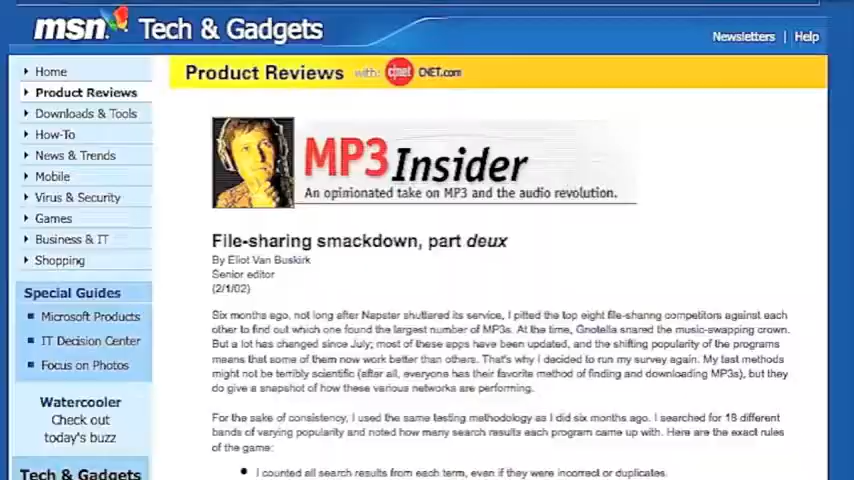 msn. Tech & Gadgets
Newsletters | Help
Home
Product Reviews
Downloads & Tools
How-To
News & Trends
Mobile
Virus & Security
Games
Business & IT
Shopping
Special Guides
Microsoft Products
IT Decision Center
Focus on Photos
Watercooler
Check out
today's buzz
Tech & Gadgets
Product Reviews with: cnet CNET.com
MP3 Insider
An opinionated take on MP3 and the audio revolution.
File-sharing smackdown, part deux
By Eliot Van Buskirk
Senior editor
(2/1/02)
Six months ago, not long after Napster shuttered its service, I pitted the top eight file-sharing competitors against each
other to find out which one found the largest number of MP3s. At the time, Gnotella snared the music-swapping crown.
But a lot has changed since July; most of these apps have been updated, and the shifting popularity of the programs
means that some of them now work better than others. That's why I decided to run my survey again. My test methods
might not be terribly scientific (after all, everyone has their favorite method of finding and downloading MP3s), but they
do give a snapshot of how these various networks are performing.
For the sake of consistency, I used the same testing methodology as I did six months ago. I searched for 18 different
bands of varying popularity and noted how many search results each program came up with. Here are the exact rules
of the game:
I counted all search results from each term, even if they were incorrect or duplicates.